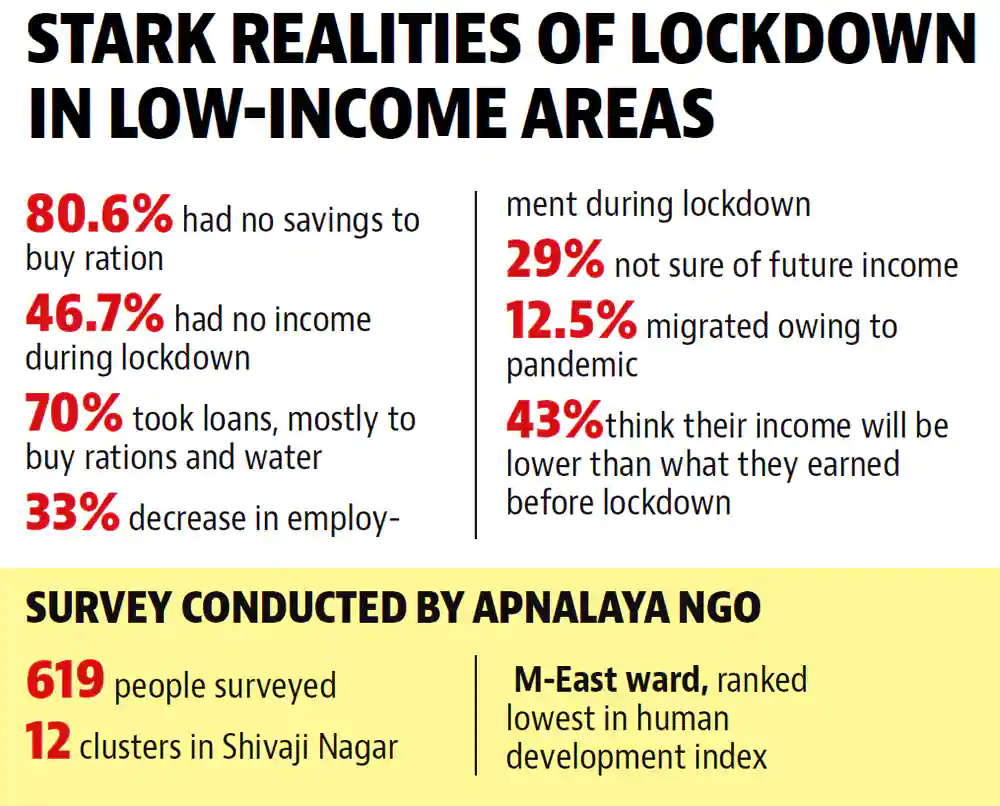 STARK REALITIES OF LOCKDOWN
IN LOW-INCOME AREAS
80.6% had no savings to
buy ration
46.7% had no income
during lockdown
70% took loans, mostly to
buy rations and water
33% decrease in employ-
ment during lockdown
29% not sure of future income
12.5% migrated owing to
pandemic
43%think their income will be
lower than what they earned
before lockdown
SURVEY CONDUCTED BY APNALAYA NGO
619 people surveyed
12 clusters in Shivaji Nagar
M-East ward, ranked
lowest in human
development index